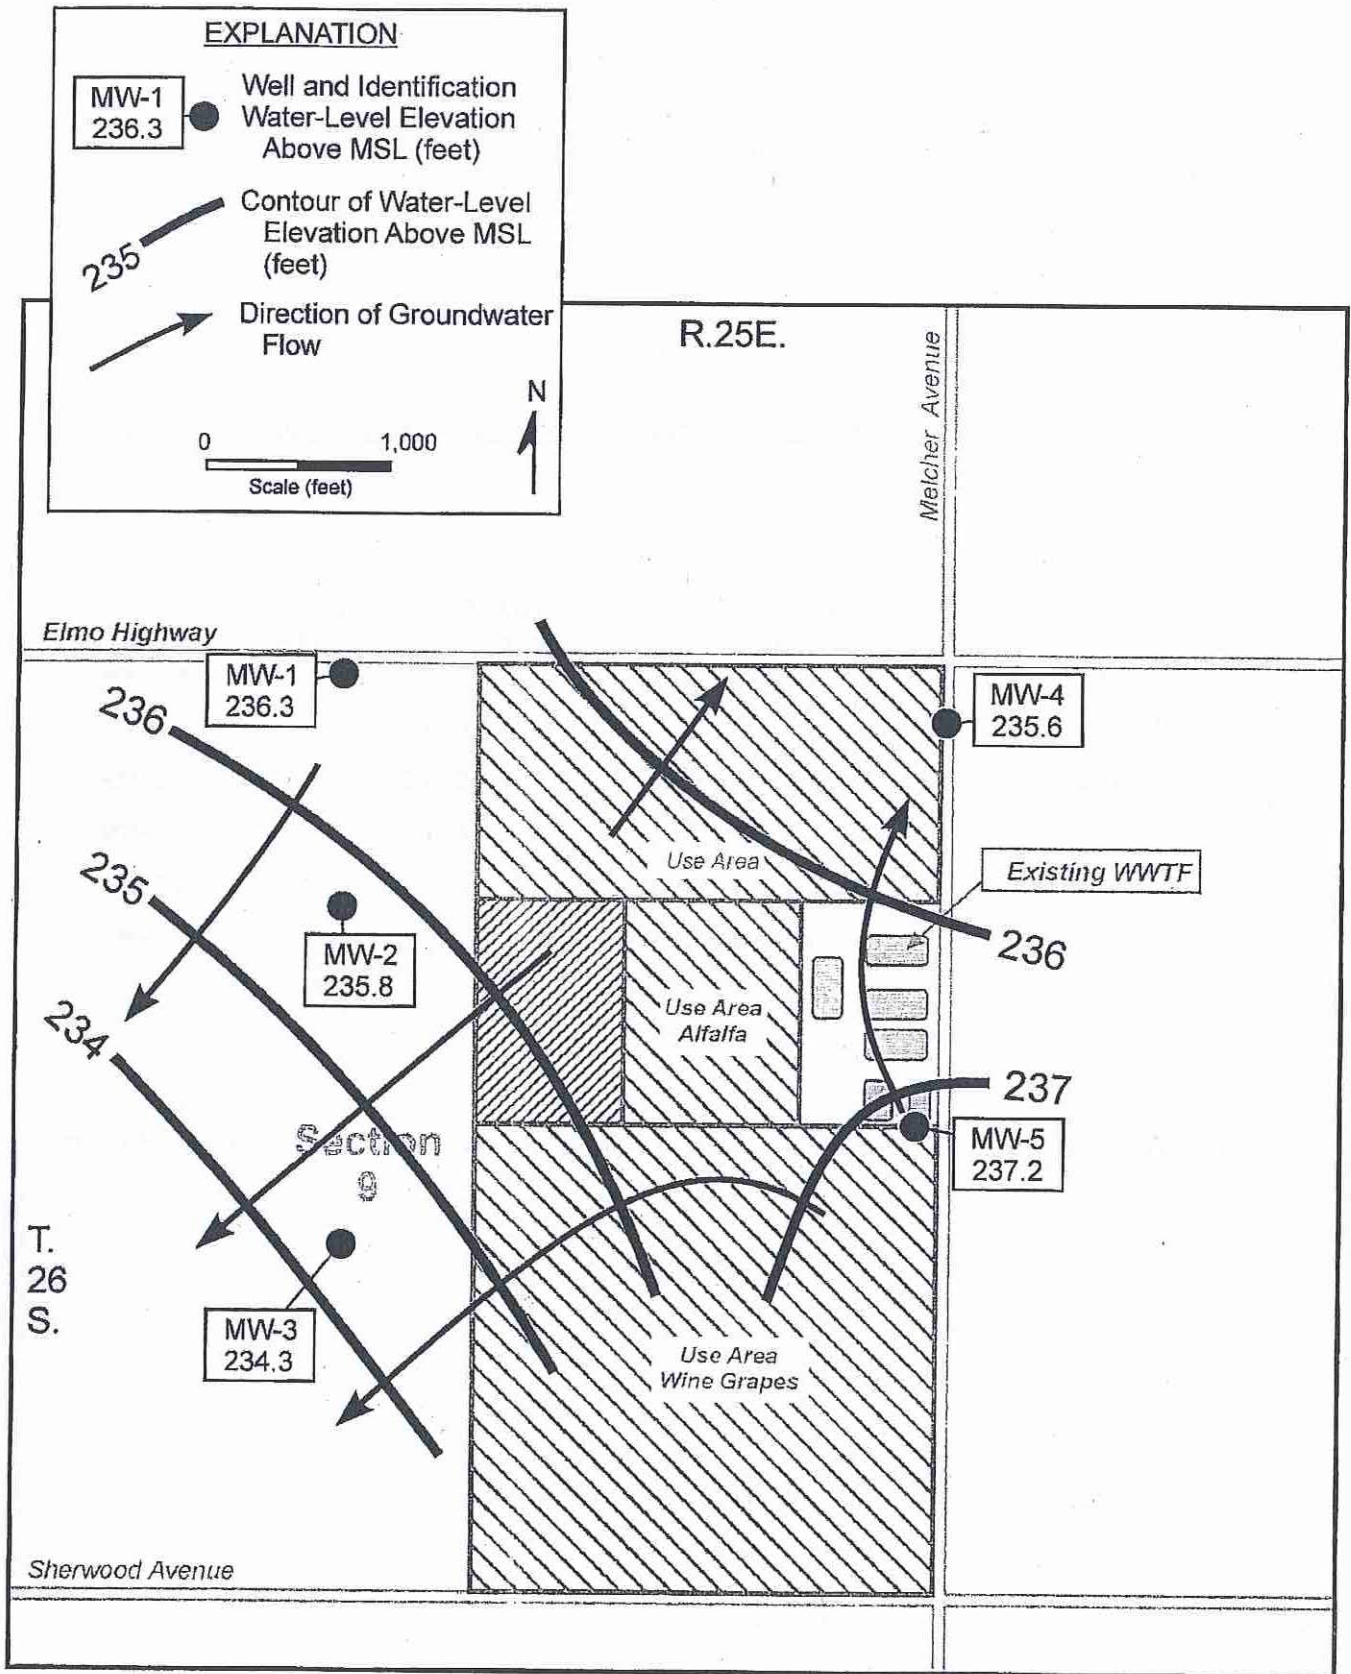 EXPLANATION
MW-1
236.3
Well and Identification
Water-Level Elevation
Above MSL (feet)
235
Contour of Water-Level
Elevation Above MSL
(feet)
Direction of Groundwater
Flow
N
0 1,000
Scale (feet)
R.25E.
Melcher Avenue
Elmo Highway
MW-1
236.3
236
MW-4
235.6
Use Area
Existing WWTF
235
MW-2
235.8
236
Use Area
Alfalfa
234
237
Section
9
MW-5
237.2
T.
26
S.
MW-3
234.3
Use Area
Wine Grapes
Sherwood Avenue